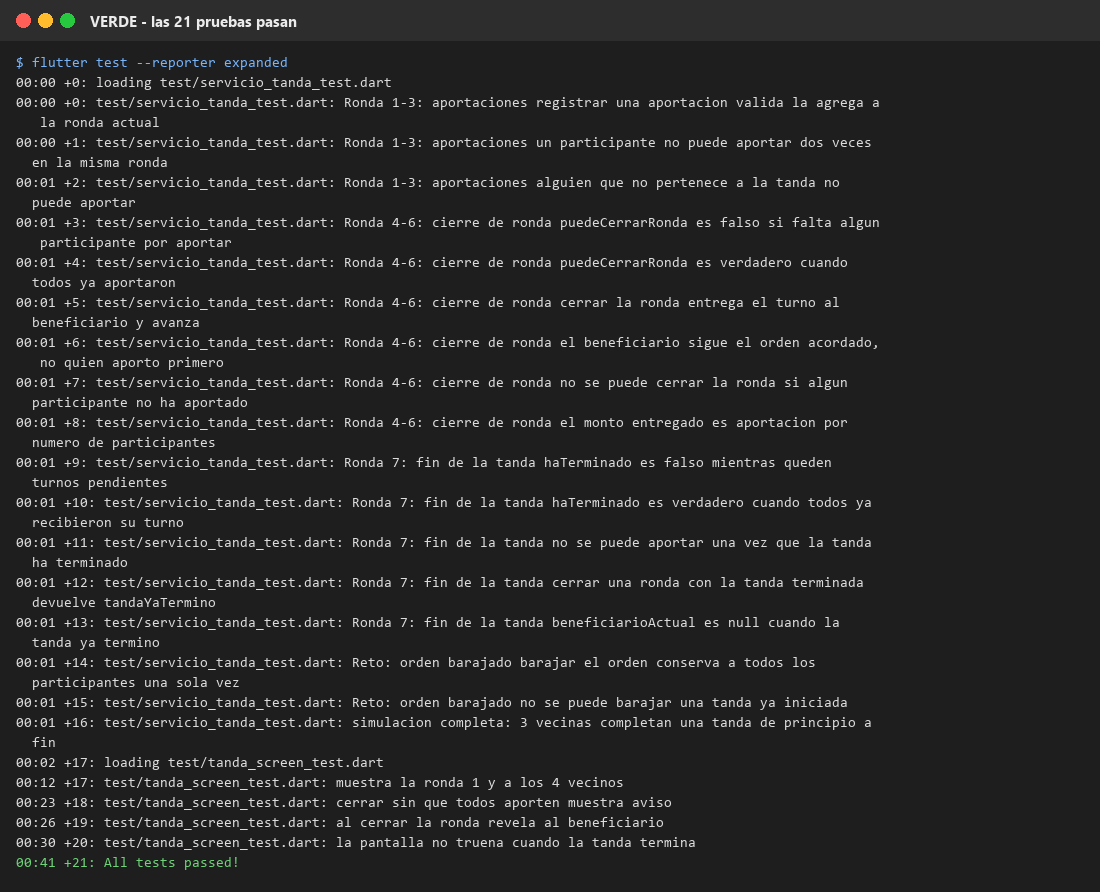 VERDE - las 21 pruebas pasan
$ flutter test --reporter expanded
00:00 +0: loading test/servicio_tanda_test.dart
00:00 +0: test/servicio_tanda_test.dart: Ronda 1-3: aportaciones registrar una aportacion valida la agrega a
la ronda actual
00:00 +1: test/servicio_tanda_test.dart: Ronda 1-3: aportaciones un participante no puede aportar dos veces
en la misma ronda
00:01 +2: test/servicio_tanda_test.dart: Ronda 1-3: aportaciones alguien que no pertenece a la tanda no
puede aportar
00:01 +3: test/servicio_tanda_test.dart: Ronda 4-6: cierre de ronda puedeCerrarRonda es falso si falta algun
participante por aportar
00:01 +4: test/servicio_tanda_test.dart: Ronda 4-6: cierre de ronda puedeCerrarRonda es verdadero cuando
todos ya aportaron
00:01 +5: test/servicio_tanda_test.dart: Ronda 4-6: cierre de ronda cerrar la ronda entrega el turno al
beneficiario y avanza
00:01 +6: test/servicio_tanda_test.dart: Ronda 4-6: cierre de ronda el beneficiario sigue el orden acordado,
no quien aporto primero
00:01 +7: test/servicio_tanda_test.dart: Ronda 4-6: cierre de ronda no se puede cerrar la ronda si algun
participante no ha aportado
00:01 +8: test/servicio_tanda_test.dart: Ronda 4-6: cierre de ronda el monto entregado es aportacion por
numero de participantes
00:01 +9: test/servicio_tanda_test.dart: Ronda 7: fin de la tanda haTerminado es falso mientras queden
turnos pendientes
00:01 +10: test/servicio_tanda_test.dart: Ronda 7: fin de la tanda haTerminado es verdadero cuando todos ya
recibieron su turno
00:01 +11: test/servicio_tanda_test.dart: Ronda 7: fin de la tanda no se puede aportar una vez que la tanda
ha terminado
00:01 +12: test/servicio_tanda_test.dart: Ronda 7: fin de la tanda cerrar una ronda con la tanda terminada
devuelve tandaYaTermino
00:01 +13: test/servicio_tanda_test.dart: Ronda 7: fin de la tanda beneficiarioActual es null cuando la
tanda ya termino
00:01 +14: test/servicio_tanda_test.dart: Reto: orden barajado barajar el orden conserva a todos los
participantes una sola vez
00:01 +15: test/servicio_tanda_test.dart: Reto: orden barajado no se puede barajar una tanda ya iniciada
00:01 +16: test/servicio_tanda_test.dart: simulacion completa: 3 vecinas completan una tanda de principio a
fin
00:02 +17: loading test/tanda_screen_test.dart
00:12 +17: test/tanda_screen_test.dart: muestra la ronda 1 y a los 4 vecinos
00:23 +18: test/tanda_screen_test.dart: cerrar sin que todos aporten muestra aviso
00:26 +19: test/tanda_screen_test.dart: al cerrar la ronda revela al beneficiario
00:30 +20: test/tanda_screen_test.dart: la pantalla no truena cuando la tanda termina
00:41 +21: All tests passed!